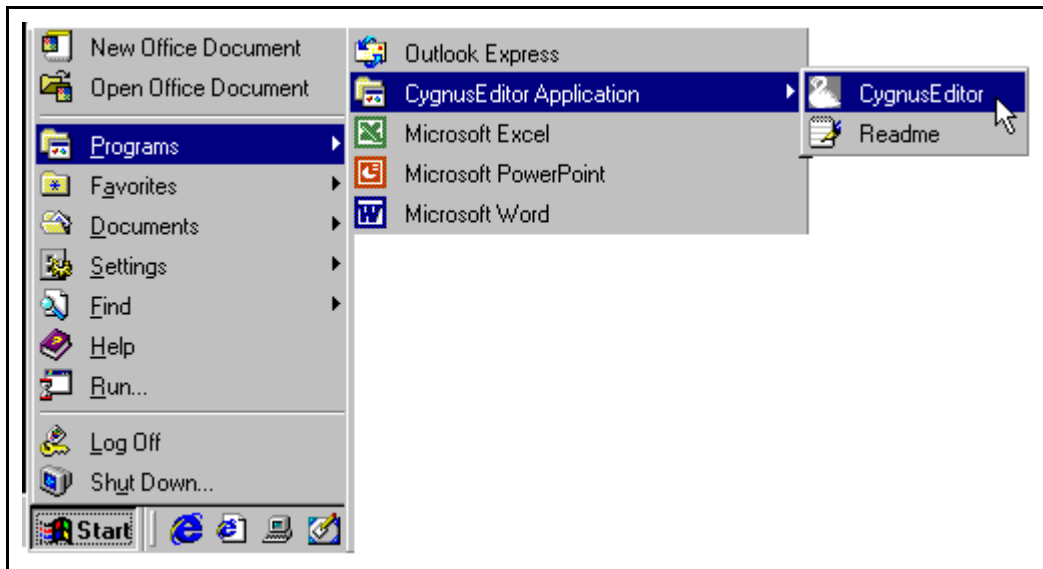 New Office Document
Open Office Document
Programs
Favorites
Documents
Settings
Find
Help
Run...
Log Off
Shut Down...
Start
Outlook Express
CygnusEditor Application
Microsoft Excel
Microsoft PowerPoint
Microsoft Word
CygnusEditor
Readme